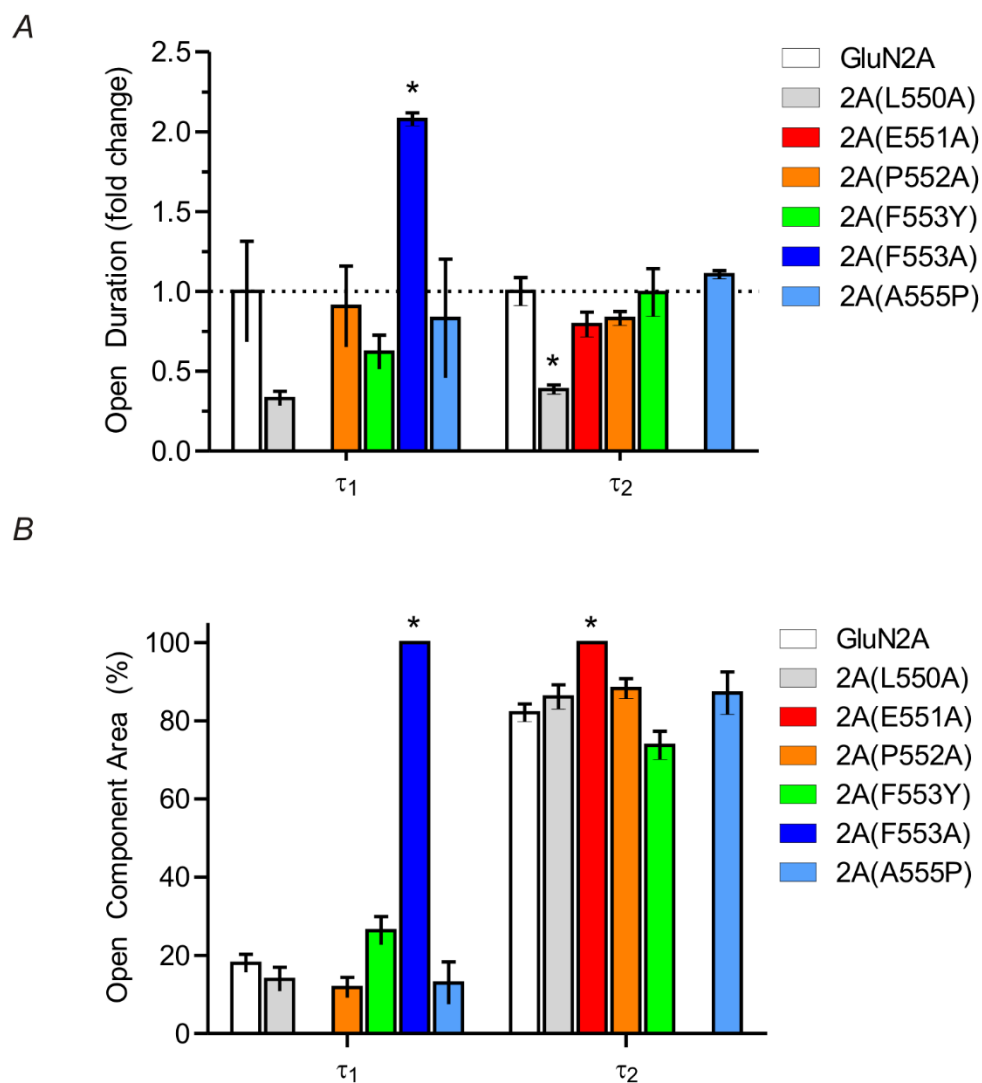 A
Open Duration (fold change)
2.5
2.0
1.5
1.0
0.5
0.0
*
*
τ1
τ2
GluN2A
2A(L550A)
2A(E551A)
2A(P552A)
2A(F553Y)
2A(F553A)
2A(A555P)
B
Open Component Area (%)
100
80
60
40
20
0
*
*
τ1
τ2
GluN2A
2A(L550A)
2A(E551A)
2A(P552A)
2A(F553Y)
2A(F553A)
2A(A555P)